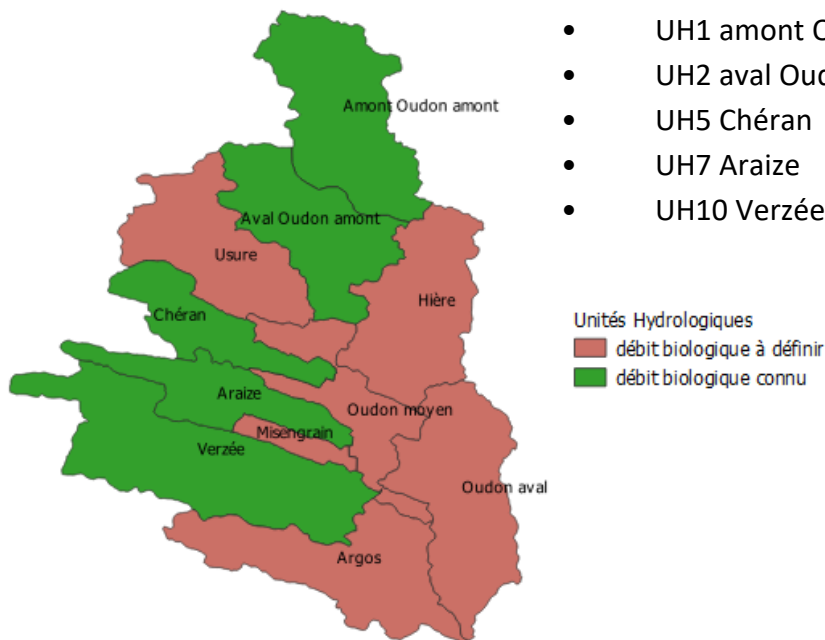 • UH1 amont O
• UH2 aval Oud
• UH5 Chéran
• UH7 Araize
• UH10 Verzée
Amont Oudon amont
Aval Oudon amont
Usure
Hière
Chéran
Unités Hydrologiques
débit biologique à définir
débit biologique connu
Araize
Oudon moyen
Misengrain
Verzée
Oudon aval
Argos